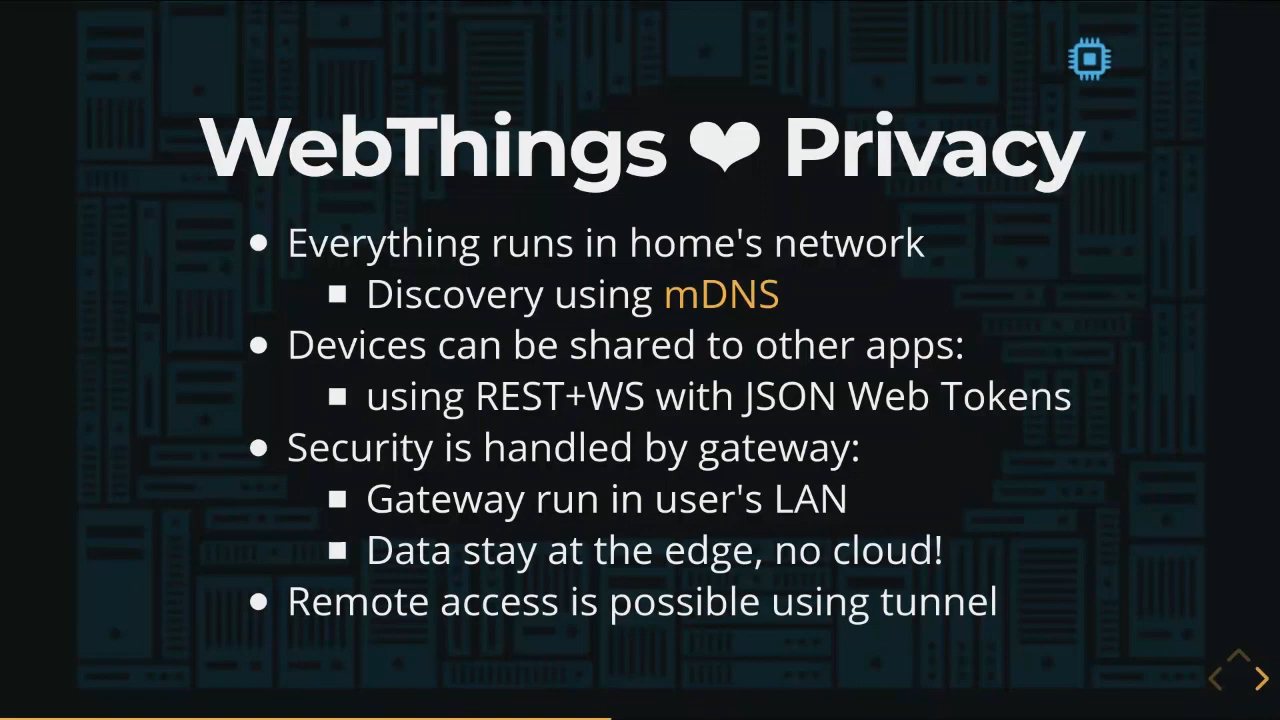 WebThings ❤ Privacy
● Everything runs in home's network
■ Discovery using mDNS
● Devices can be shared to other apps:
■ using REST+WS with JSON Web Tokens
● Security is handled by gateway:
■ Gateway run in user's LAN
■ Data stay at the edge, no cloud!
● Remote access is possible using tunnel